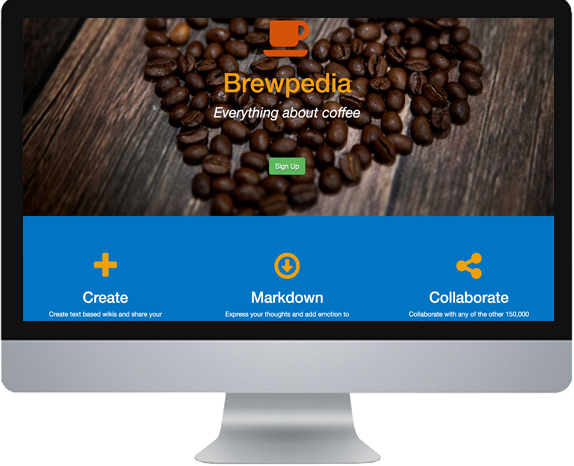 Brewpedia
Everything about coffee
Sign Up
Create
Markdown
Collaborate
Create text based wikis and share your
Express your thoughts and add emotion to
Collaborate with any of the other 150,000